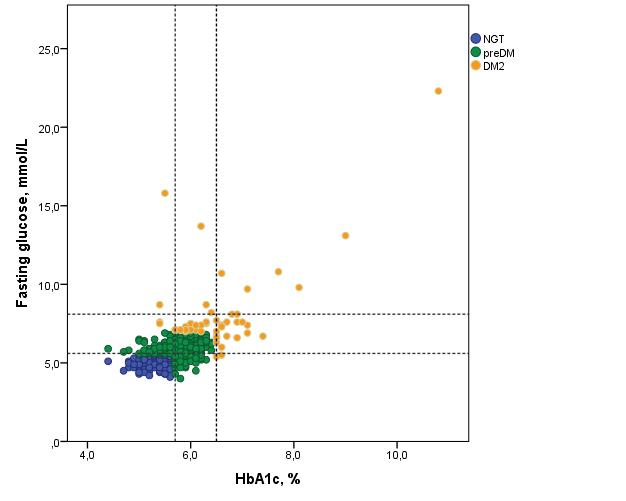 25,0
20,0
15,0
10,0
5,0
,0
Fasting glucose, mmol/L
4,0 6,0 8,0 10,0
HbA1c, %
NGT
preDM
DM2